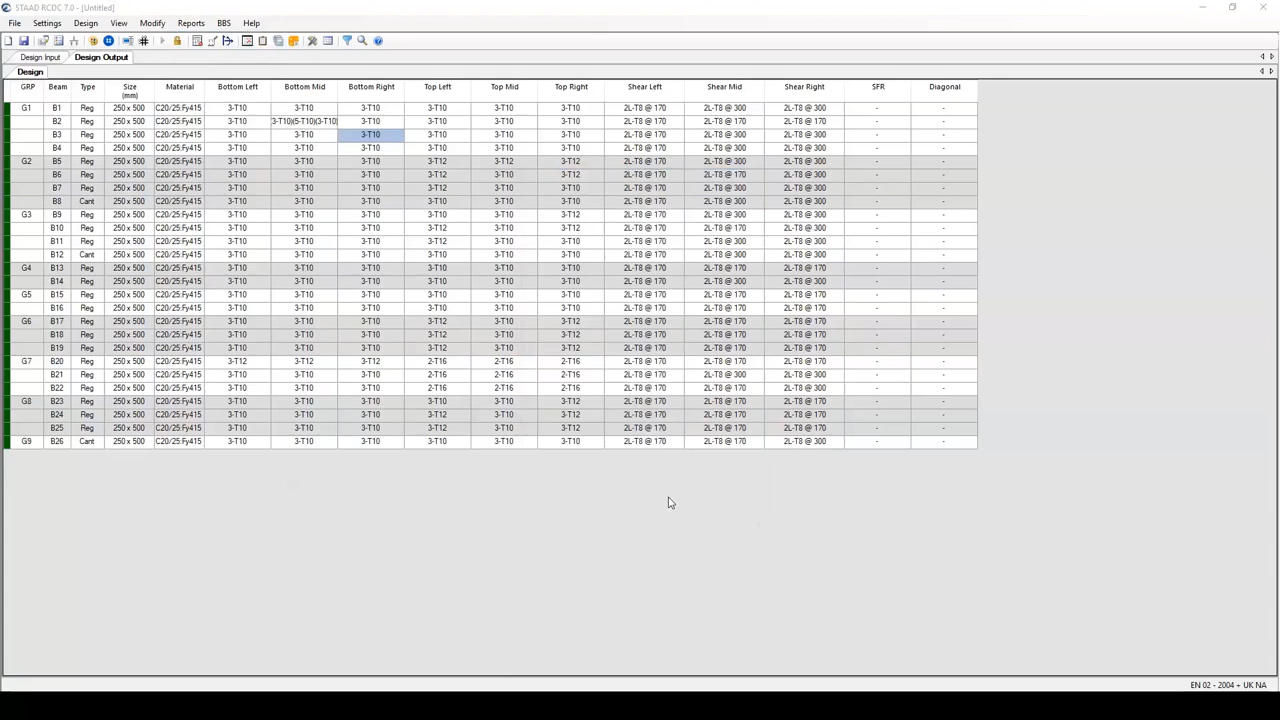 STAAD RCDC 7.0 - [Untitled]
File Settings Design View Modify Reports BBS Help
Design Input Design Output
Design
GRP Beam Type Size (mm) Material Bottom Left Bottom Mid Bottom Right Top Left Top Mid Top Right Shear Left Shear Mid Shear Right SFR Diagonal
G1 B1 Reg 250 x 500 C20/25:Fy415 3-T10 3-T10 3-T10 3-T10 3-T10 3-T10 2L-T8 @ 170 2L-T8 @ 300 2L-T8 @ 300 - -
B2 Reg 250 x 500 C20/25:Fy415 3-T10 3-T10)(5-T10)(3-T10) 3-T10 3-T10 3-T10 3-T10 2L-T8 @ 170 2L-T8 @ 170 2L-T8 @ 170 - -
B3 Reg 250 x 500 C20/25:Fy415 3-T10 3-T10 3-T10 3-T10 3-T10 3-T10 2L-T8 @ 170 2L-T8 @ 300 2L-T8 @ 300 - -
B4 Reg 250 x 500 C20/25:Fy415 3-T10 3-T10 3-T10 3-T10 3-T10 3-T10 2L-T8 @ 170 2L-T8 @ 300 2L-T8 @ 300 - -
G2 B5 Reg 250 x 500 C20/25:Fy415 3-T10 3-T10 3-T10 3-T12 3-T12 3-T12 2L-T8 @ 170 2L-T8 @ 300 2L-T8 @ 300 - -
B6 Reg 250 x 500 C20/25:Fy415 3-T10 3-T10 3-T10 3-T12 3-T10 3-T12 2L-T8 @ 170 2L-T8 @ 170 2L-T8 @ 300 - -
B7 Reg 250 x 500 C20/25:Fy415 3-T10 3-T10 3-T10 3-T12 3-T10 3-T10 2L-T8 @ 170 2L-T8 @ 300 2L-T8 @ 300 - -
B8 Cant 250 x 500 C20/25:Fy415 3-T10 3-T10 3-T10 3-T10 3-T10 3-T10 2L-T8 @ 170 2L-T8 @ 300 2L-T8 @ 300 - -
G3 B9 Reg 250 x 500 C20/25:Fy415 3-T10 3-T10 3-T10 3-T10 3-T10 3-T12 2L-T8 @ 170 2L-T8 @ 300 2L-T8 @ 300 - -
B10 Reg 250 x 500 C20/25:Fy415 3-T10 3-T10 3-T10 3-T12 3-T10 3-T12 2L-T8 @ 170 2L-T8 @ 170 2L-T8 @ 300 - -
B11 Reg 250 x 500 C20/25:Fy415 3-T10 3-T10 3-T10 3-T12 3-T10 3-T10 2L-T8 @ 170 2L-T8 @ 300 2L-T8 @ 300 - -
B12 Cant 250 x 500 C20/25:Fy415 3-T10 3-T10 3-T10 3-T10 3-T10 3-T10 2L-T8 @ 170 2L-T8 @ 300 2L-T8 @ 300 - -
G4 B13 Reg 250 x 500 C20/25:Fy415 3-T10 3-T10 3-T10 3-T10 3-T10 3-T10 2L-T8 @ 170 2L-T8 @ 170 2L-T8 @ 170 - -
B14 Reg 250 x 500 C20/25:Fy415 3-T10 3-T10 3-T10 3-T10 3-T10 3-T10 2L-T8 @ 170 2L-T8 @ 300 2L-T8 @ 300 - -
G5 B15 Reg 250 x 500 C20/25:Fy415 3-T10 3-T10 3-T10 3-T10 3-T10 3-T10 2L-T8 @ 170 2L-T8 @ 170 2L-T8 @ 170 - -
B16 Reg 250 x 500 C20/25:Fy415 3-T10 3-T10 3-T10 3-T10 3-T10 3-T10 2L-T8 @ 170 2L-T8 @ 170 2L-T8 @ 170 - -
G6 B17 Reg 250 x 500 C20/25:Fy415 3-T10 3-T10 3-T10 3-T12 3-T10 3-T12 2L-T8 @ 170 2L-T8 @ 170 2L-T8 @ 170 - -
B18 Reg 250 x 500 C20/25:Fy415 3-T10 3-T10 3-T10 3-T12 3-T10 3-T12 2L-T8 @ 170 2L-T8 @ 170 2L-T8 @ 170 - -
B19 Reg 250 x 500 C20/25:Fy415 3-T10 3-T10 3-T10 3-T12 3-T10 3-T12 2L-T8 @ 170 2L-T8 @ 170 2L-T8 @ 170 - -
G7 B20 Reg 250 x 500 C20/25:Fy415 3-T12 3-T12 3-T12 2-T16 2-T16 2-T16 2L-T8 @ 170 2L-T8 @ 170 2L-T8 @ 170 - -
B21 Reg 250 x 500 C20/25:Fy415 3-T10 3-T10 3-T10 2-T16 2-T16 2-T16 2L-T8 @ 170 2L-T8 @ 300 2L-T8 @ 170 - -
B22 Reg 250 x 500 C20/25:Fy415 3-T10 3-T10 3-T10 2-T16 2-T16 2-T16 2L-T8 @ 170 2L-T8 @ 170 2L-T8 @ 170 - -
G8 B23 Reg 250 x 500 C20/25:Fy415 3-T10 3-T10 3-T10 3-T10 3-T10 3-T12 2L-T8 @ 170 2L-T8 @ 170 2L-T8 @ 170 - -
B24 Reg 250 x 500 C20/25:Fy415 3-T10 3-T10 3-T10 3-T12 3-T10 3-T12 2L-T8 @ 170 2L-T8 @ 170 2L-T8 @ 170 - -
B25 Reg 250 x 500 C20/25:Fy415 3-T10 3-T10 3-T10 3-T12 3-T10 3-T12 2L-T8 @ 170 2L-T8 @ 170 2L-T8 @ 170 - -
G9 B26 Cant 250 x 500 C20/25:Fy415 3-T10 3-T10 3-T10 3-T10 3-T10 3-T10 2L-T8 @ 170 2L-T8 @ 170 2L-T8 @ 300 - -
EN 02 - 2004 + UK NA